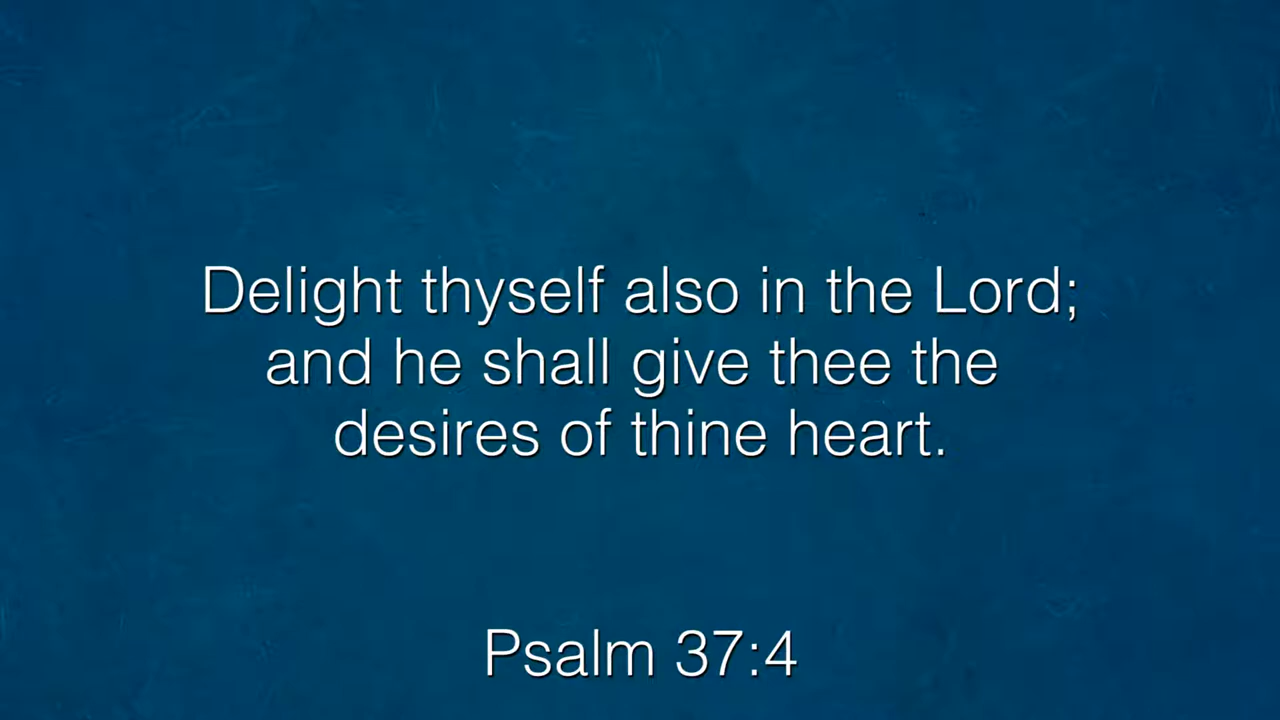 Delight thyself also in the Lord;
and he shall give thee the
desires of thine heart.
Psalm 37:4